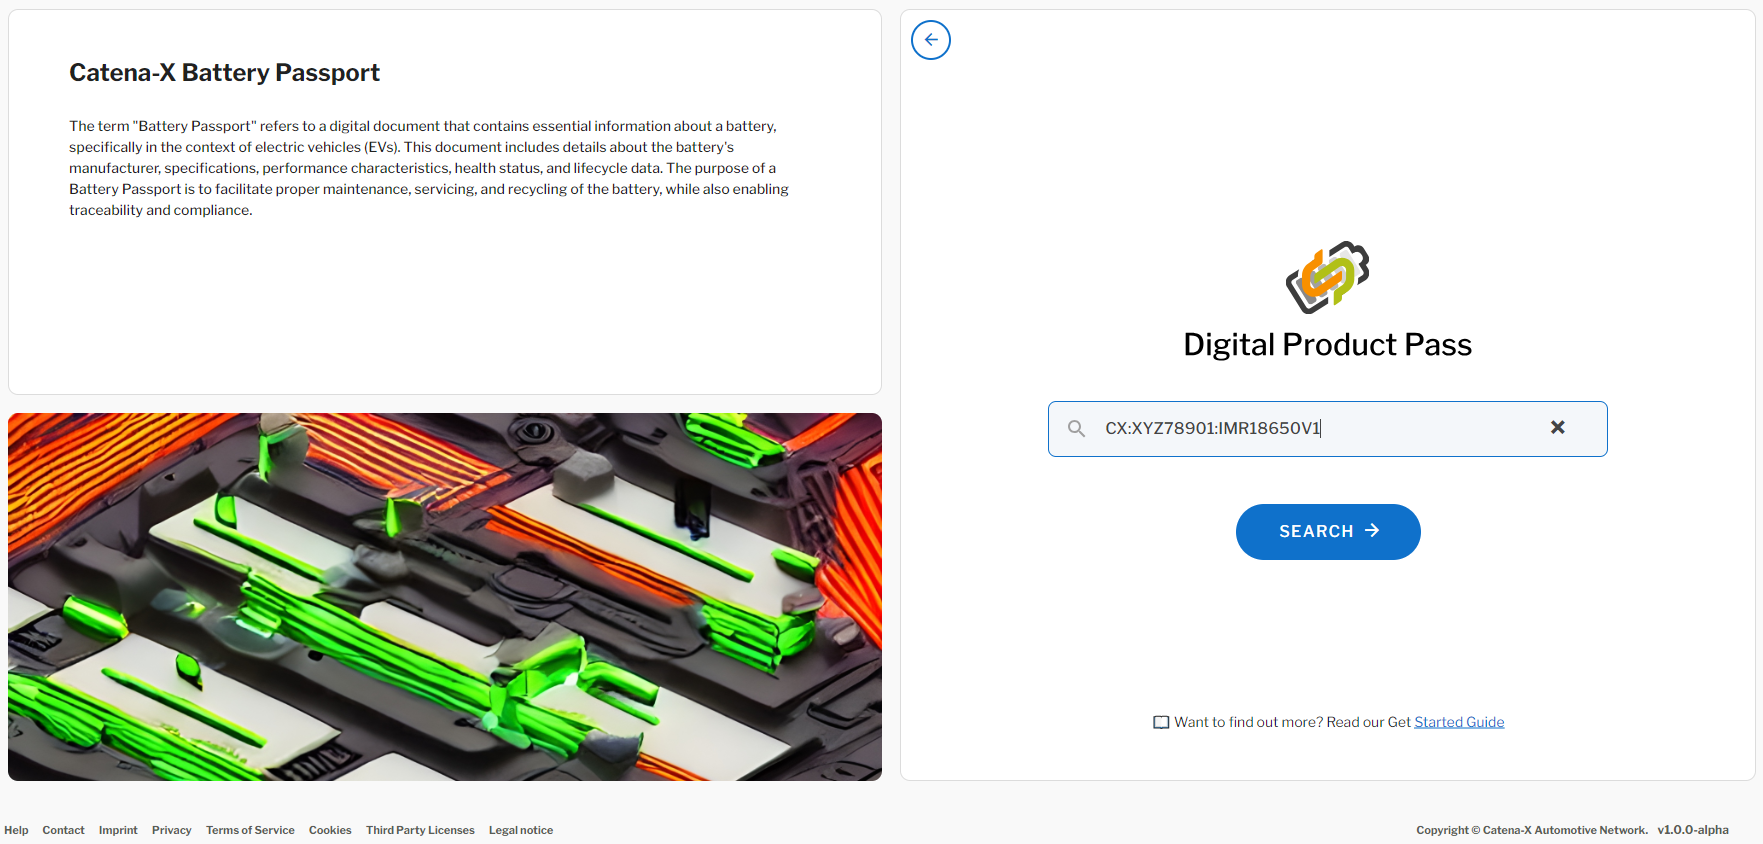 Catena-X Battery Passport
The term "Battery Passport" refers to a digital document that contains essential information about a battery,
specifically in the context of electric vehicles (EVs). This document includes details about the battery's
manufacturer, specifications, performance characteristics, health status, and lifecycle data. The purpose of a
Battery Passport is to facilitate proper maintenance, servicing, and recycling of the battery, while also enabling
traceability and compliance.
Digital Product Pass
CX:XYZ78901:IMR18650V1
SEARCH
Want to find out more? Read our Get Started Guide
Help Contact Imprint Privacy Terms of Service Cookies Third Party Licenses Legal notice
Copyright © Catena-X Automotive Network. v1.0.0-alpha